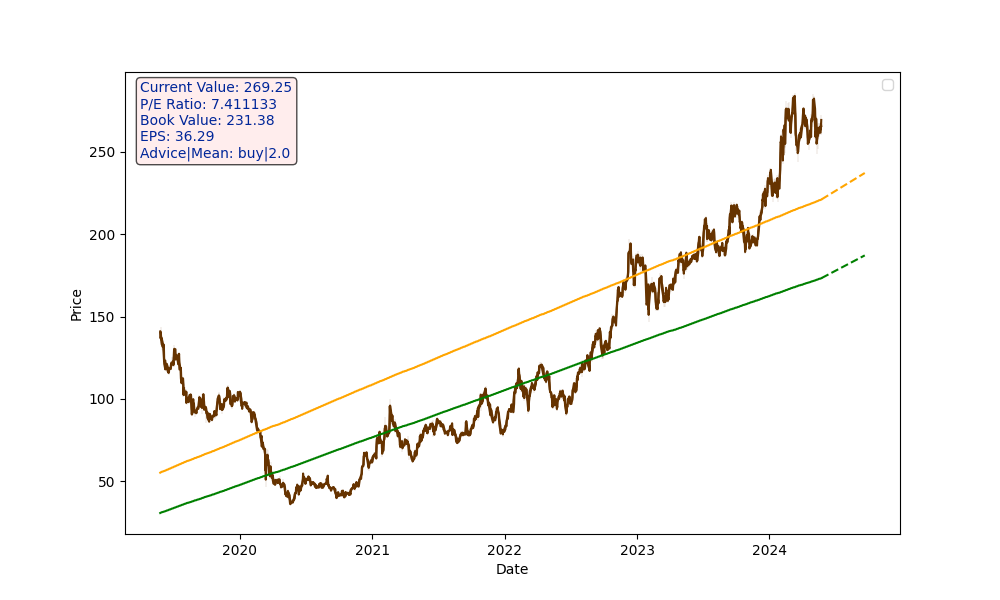 Current Value: 269.25
P/E Ratio: 7.411133
Book Value: 231.38
EPS: 36.29
Advice|Mean: buy|2.0
250
200
150
100
50
Price
2020 2021 2022 2023 2024
Date